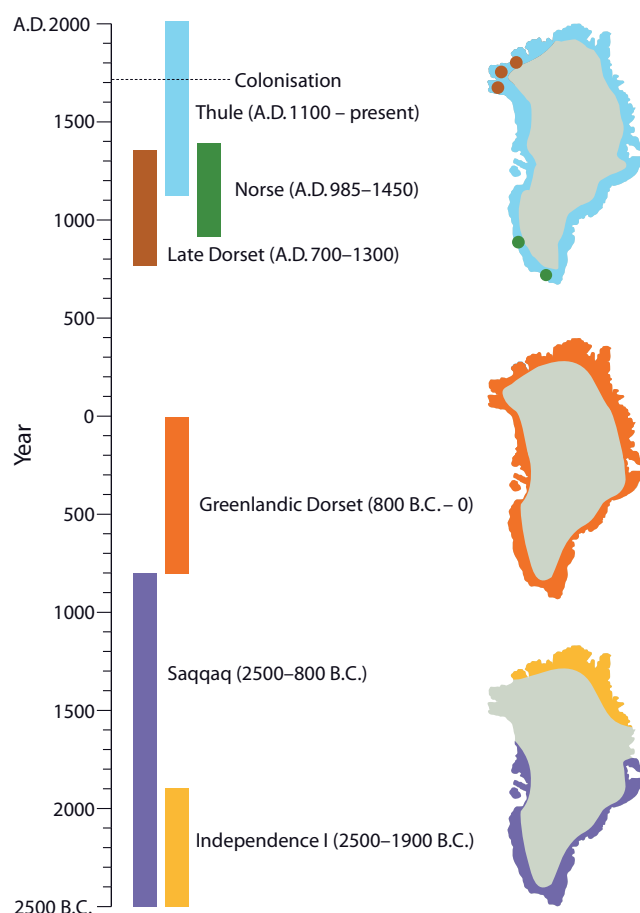 A.D. 2000
Colonisation
Thule (A.D. 1100 – present)
1500
Norse (A.D. 985–1450)
1000
Late Dorset (A.D. 700–1300)
500
0
Year
Greenlandic Dorset (800 B.C. – 0)
500
1000
Saqqaq (2500–800 B.C.)
1500
2000
Independence I (2500–1900 B.C.)
2500 B.C.